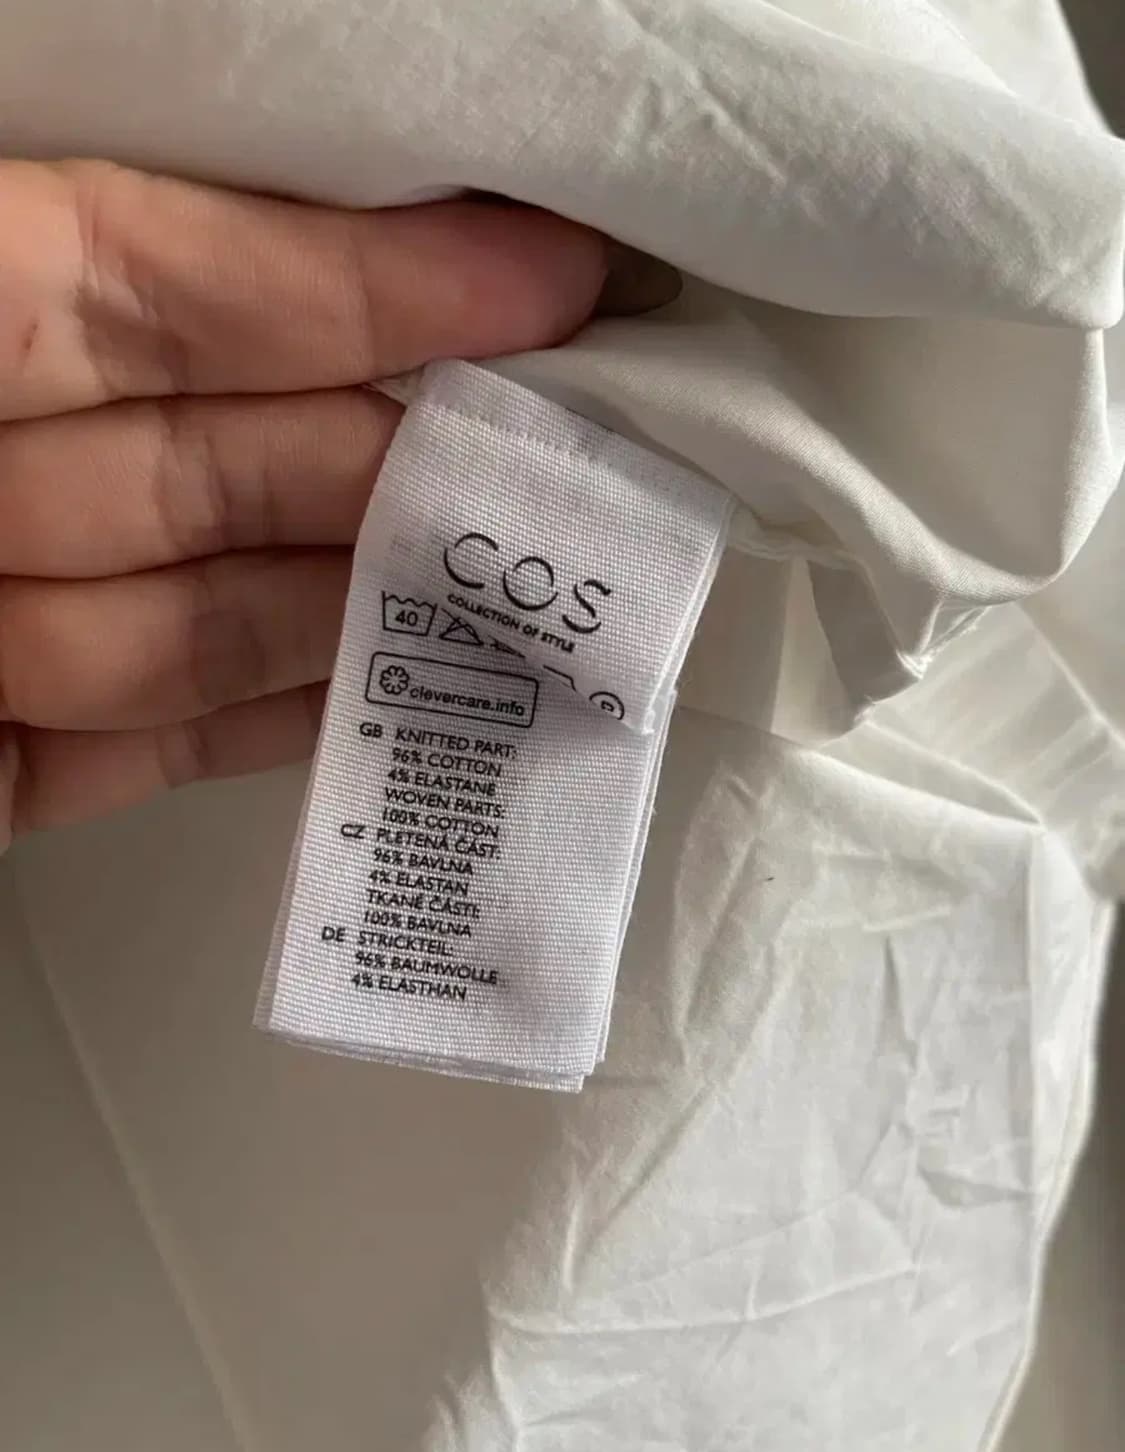 COS
COLLECTION OF STYLE
40
P
clevercare.info
GB KNITTED PART:
96% COTTON
4% ELASTANE
WOVEN PARTS:
100% COTTON
CZ PLETENÁ ČÁST:
96% BAVLNA
4% ELASTAN
TKANÉ ČÁSTI:
100% BAVLNA
DE STRICKTEIL:
96% BAUMWOLLE
4% ELASTHAN